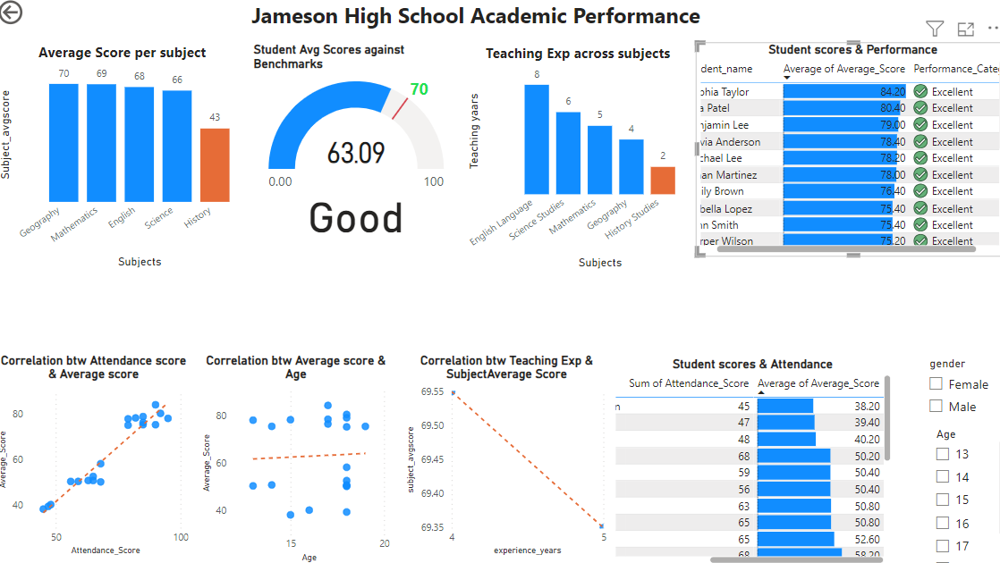 Jameson High School Academic Performance
Average Score per subject
Subject_avgscore
70
69
68
66
43
Geography
Mathematics
English
Science
History
Subjects
Student Avg Scores against
Benchmarks
70
63.09
0.00
100
Good
Teaching Exp across subjects
Teaching yaars
8
6
5
4
2
English Language
Science Studies
Mathematics
Geography
History Studies
Subjects
Student scores & Performance
dent_name Average of Average_Score Performance_Categ
phia Taylor 84.20 Excellent
a Patel 80.40 Excellent
njamin Lee 79.00 Excellent
via Anderson 78.40 Excellent
chael Lee 78.20 Excellent
nan Martinez 78.00 Excellent
ily Brown 76.40 Excellent
bella Lopez 75.40 Excellent
n Smith 75.40 Excellent
rper Wilson 75.20 Excellent
Correlation btw Attendance score
& Average score
Average_Score
80
60
40
50
100
Attendance_Score
Correlation btw Average score &
Age
Average_Score
80
60
40
15
20
Age
Correlation btw Teaching Exp &
SubjectAverage Score
subject_avgscore
69.55
69.50
69.45
69.40
69.35
4
5
experience_years
Student scores & Attendance
Sum of Attendance_Score Average of Average_Score
n 45 38.20
47 39.40
48 40.20
68 50.20
59 50.40
56 50.40
63 50.80
65 50.80
65 52.60
68 58.20
gender
Female
Male
Age
13
14
15
16
17